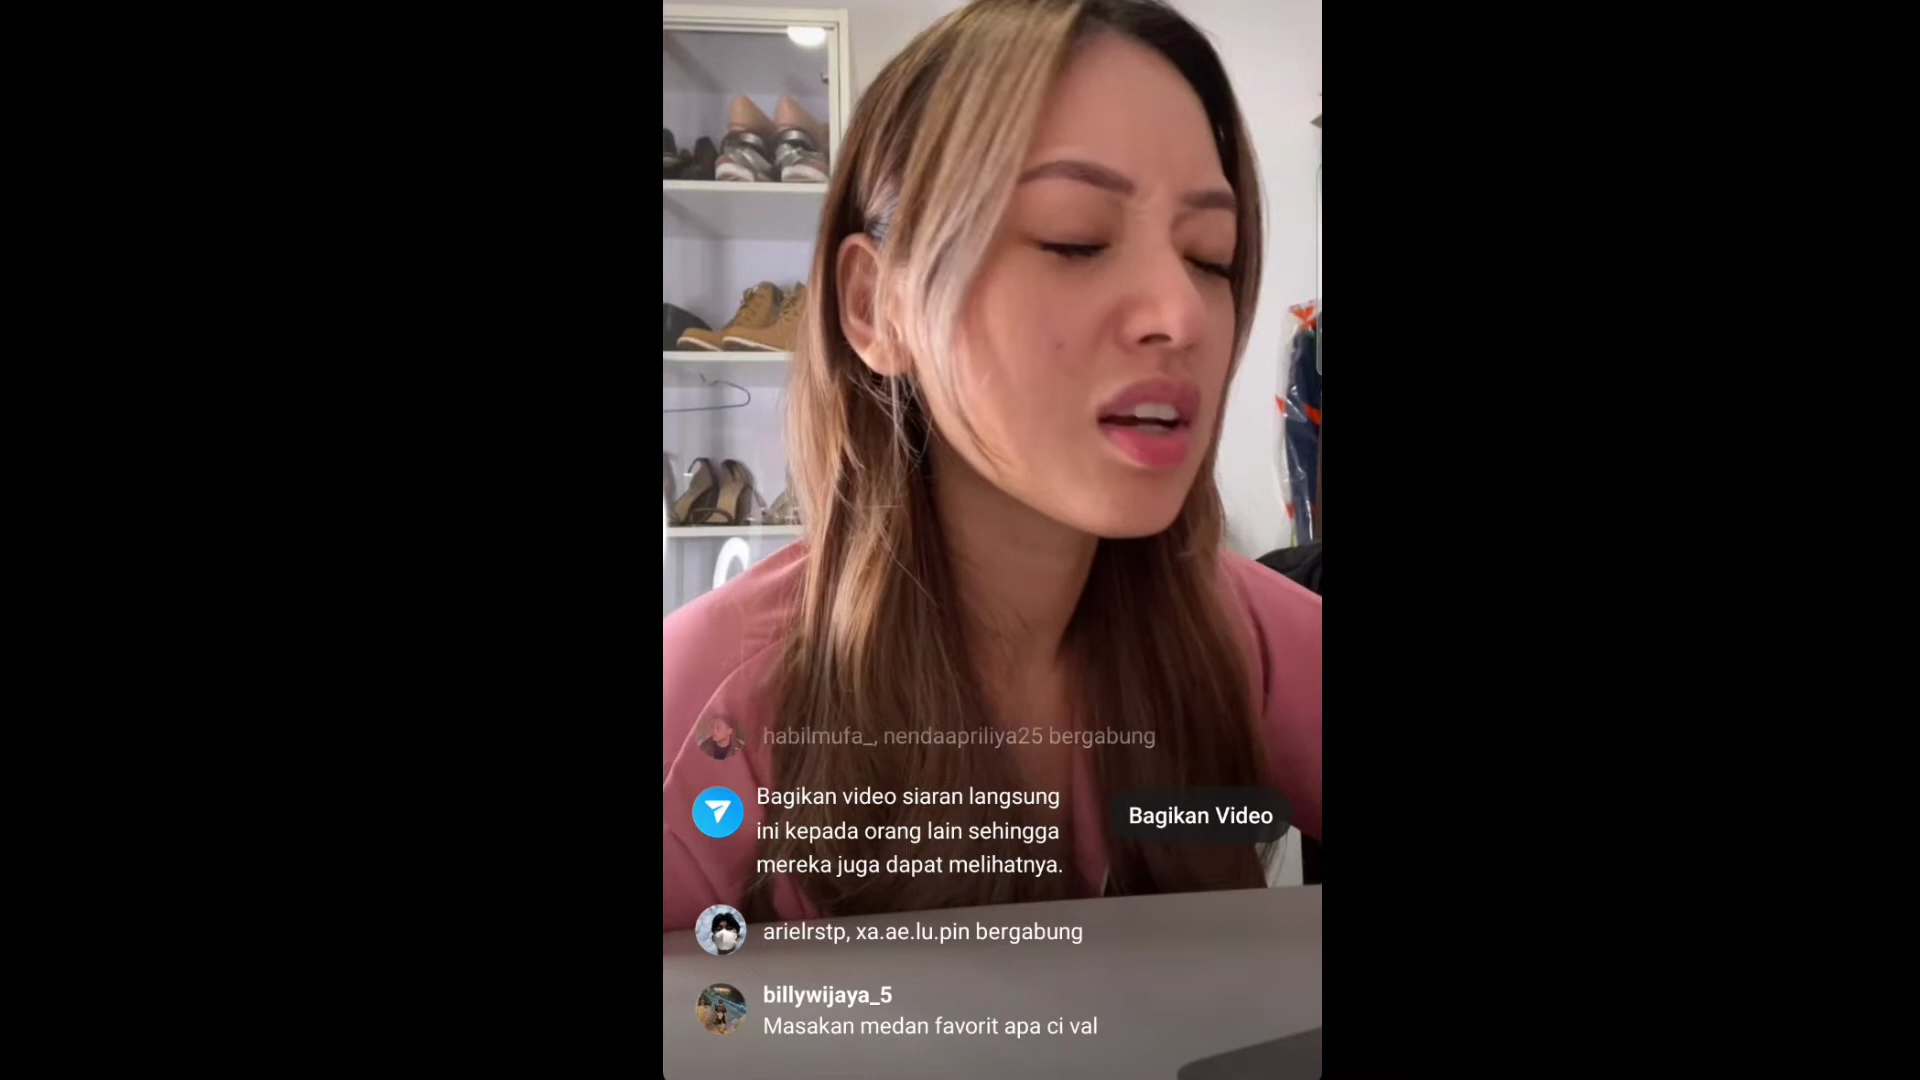 habilmufa_, nendaapriliya25 bergabung
Bagikan video siaran langsung
ini kepada orang lain sehingga
mereka juga dapat melihatnya.
Bagikan Video
arielrstp, xa.ae.lu.pin bergabung
billywijaya_5
Masakan medan favorit apa ci val